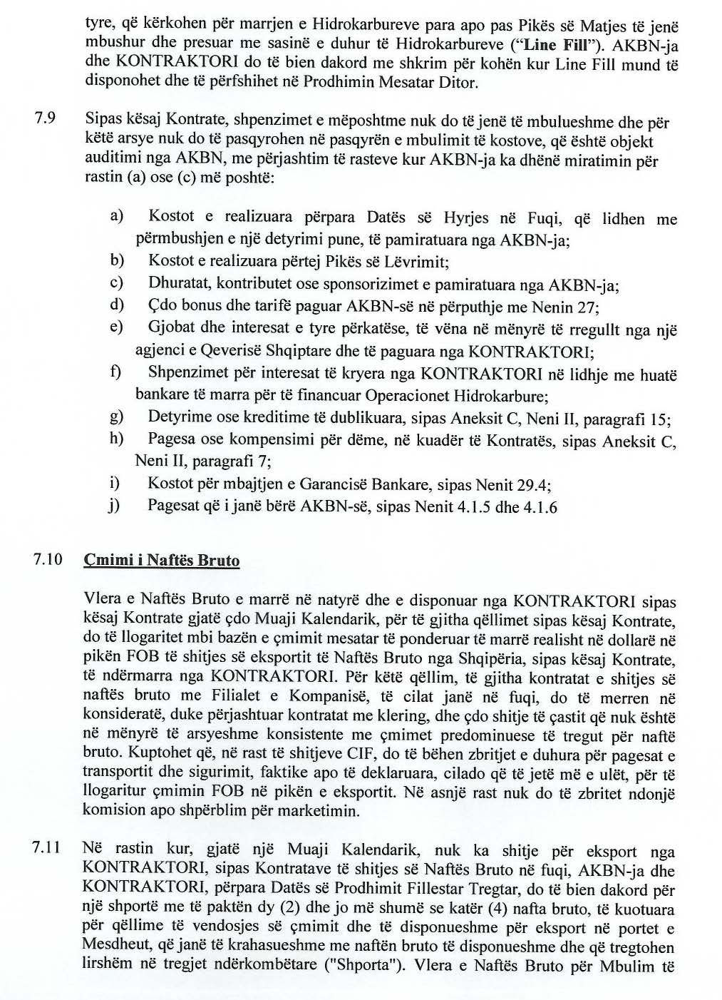 tyre, që kërkohen për marrjen e Hidrokarbureve para apo pas Pikës së Matjes të jenë
mbushur dhe presuar me sasinë e duhur të Hidrokarbureve (“Line Fill”). AKBN-ja
dhe KONTRAKTORI do të bien dakord me shkrim për kohën kur Line Fill mund të
disponohet dhe të përfshihet në Prodhimin Mesatar Ditor.
7.9 Sipas kësaj Kontrate, shpenzimet e mëposhtme nuk do të jenë të mbulueshme dhe për
këtë arsye nuk do të pasqyrohen në pasqyrën e mbulimit të kostove, që është objekt
auditimi nga AKBN, me përjashtim të rasteve kur AKBN-ja ka dhënë miratimin për
rastin (a) ose (c) më poshtë:
a) Kostot e realizuara përpara Datës së Hyrjes në Fuqi, që lidhen me
përmbushjen e një detyrimi pune, të pamiratuara nga AKBN-ja;
b) Kostot e realizuara përtej Pikës së Lëvrimit;
c) Dhuratat, kontributet ose sponsorizimet e pamiratuara nga AKBN-ja;
d) Çdo bonus dhe tarifë paguar AKBN-së në përputhje me Nenin 27;
e) Gjobat dhe interesat e tyre përkatëse, të vëna në mënyrë të rregullt nga një
agjenci e Qeverisë Shqiptare dhe të paguara nga KONTRAKTORI;
f) Shpenzimet për interesat të kryera nga KONTRAKTORI në lidhje me huatë
bankare të marra për të financuar Operacionet Hidrokarbure;
g) Detyrime ose kreditime të dublikuara, sipas Aneksit C, Neni II, paragrafi 15;
h) Pagesa ose kompensimi për dëme, në kuadër të Kontratës, sipas Aneksit C,
Neni II, paragrafi 7;
i) Kostot për mbajtjen e Garancisë Bankare, sipas Nenit 29.4;
j) Pagesat që i janë bërë AKBN-së, sipas Nenit 4.1.5 dhe 4.1.6
7.10 Çmimi i Naftës Bruto
Vlera e Naftës Bruto e marrë në natyrë dhe e disponuar nga KONTRAKTORI sipas
kësaj Kontrate gjatë çdo Muaji Kalendarik, për të gjitha qëllimet sipas kësaj Kontrate,
do të llogaritet mbi bazën e çmimit mesatar të ponderuar të marrë realisht në dollarë në
pikën FOB të shitjes së eksportit të Naftës Bruto nga Shqipëria, sipas kësaj Kontrate,
të ndërmarra nga KONTRAKTORI. Për këtë qëllim, të gjitha kontratat e shitjes së
naftës bruto me Filialet e Kompanisë, të cilat janë në fuqi, do të merren në
konsideratë, duke përjashtuar kontratat me klering, dhe çdo shitje të çastit që nuk është
në mënyrë të arsyeshme konsistente me çmimet predominuese të tregut për naftë
bruto. Kuptohet që, në rast të shitjeve CIF, do të bëhen zbritjet e duhura për pagesat e
transportit dhe sigurimit, faktike apo të deklaruara, cilado që të jetë më e ulët, për të
llogaritur çmimin FOB në pikën e eksportit. Në asnjë rast nuk do të zbritet ndonjë
komision apo shpërblim për marketimin.
7.11 Në rastin kur, gjatë një Muaji Kalendarik, nuk ka shitje për eksport nga
KONTRAKTORI, sipas Kontratave të shitjes së Naftës Bruto në fuqi, AKBN-ja dhe
KONTRAKTORI, përpara Datës së Prodhimit Fillestar Tregtar, do të bien dakord për
një shportë me të paktën dy (2) dhe jo më shumë se katër (4) nafta bruto, të kuotuara
për qëllime të vendosjes së çmimit dhe të disponueshme për eksport në portet e
Mesdheut, që janë të krahasueshme me naftën bruto të disponueshme dhe që tregtohen
lirshëm në tregjet ndërkombëtare ("Shporta"). Vlera e Naftës Bruto për Mbulim të